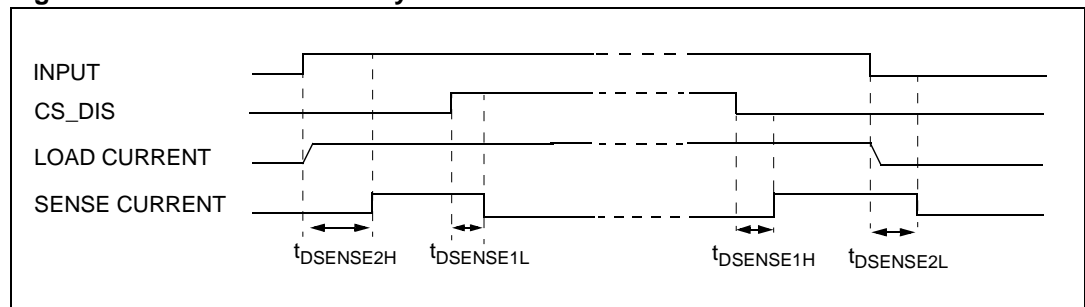 INPUT
CS_DIS
LOAD CURRENT
SENSE CURRENT
tDSENSE2H tDSENSE1L tDSENSE1H tDSENSE2L